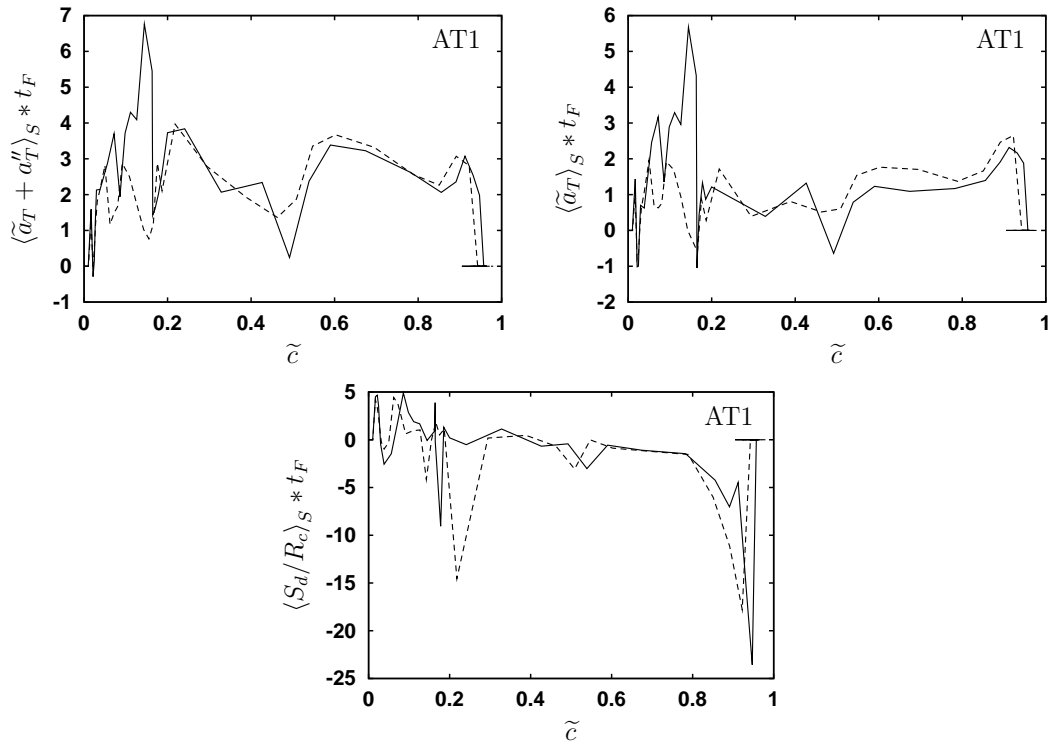 7
6
5
4
3
2
1
0
-1
⟨ã_T + a″_T⟩_S * t_F
AT1
0 0.2 0.4 0.6 0.8 1
c̃
6
5
4
3
2
1
0
-1
-2
⟨ã_T⟩_S * t_F
AT1
0 0.2 0.4 0.6 0.8 1
c̃
5
0
-5
-10
-15
-20
-25
⟨S_d/R_c⟩_S * t_F
AT1
0 0.2 0.4 0.6 0.8 1
c̃